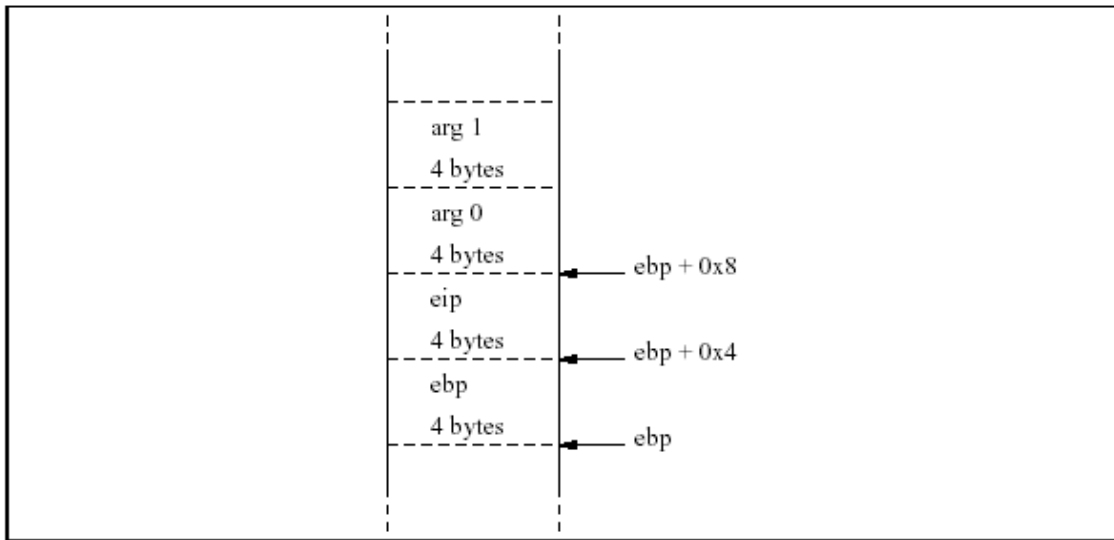 arg 1
4 bytes
arg 0
4 bytes
ebp + 0x8
eip
4 bytes
ebp + 0x4
ebp
4 bytes
ebp